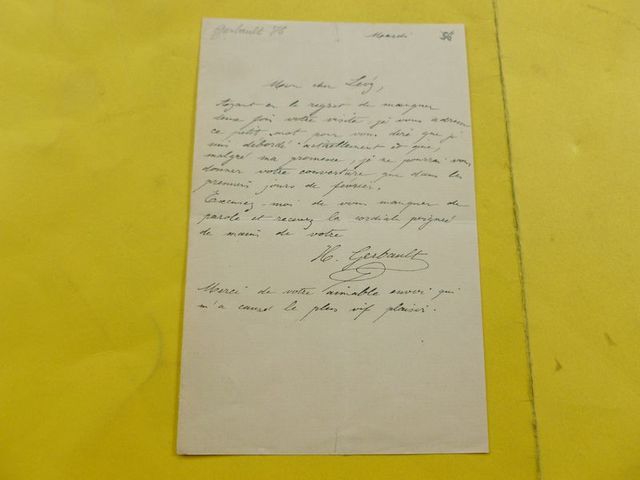 Gerbault H
Mardi
56
Mon cher Lévy,
Ayant eu le regret de manquer
deux fois votre visite je vous adresse
ce petit mot pour vous dire que je
suis débordé actuellement et que,
malgré ma promesse, je ne pourrai vous
donner votre couverture que dans les
premiers jours de février.
Excusez-moi de vous manquer de
parole et recevez la cordiale poignée
de mains de votre
H. Gerbault
Merci de votre aimable envoi qui
m'a causé le plus vif plaisir.